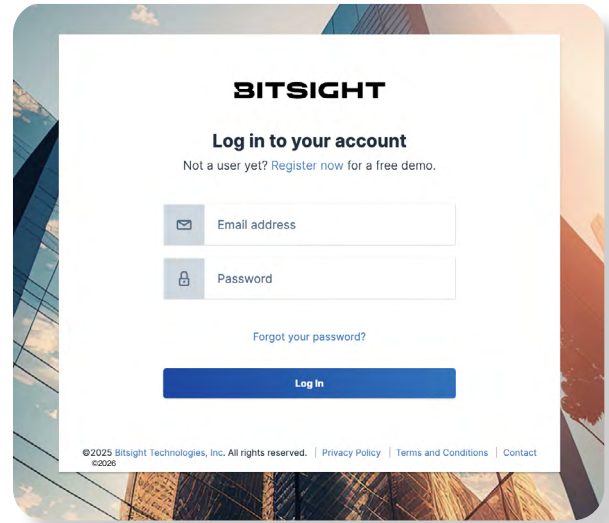 BITSIGHT
Log in to your account
Not a user yet? Register now for a free demo.
Email address
Password
Forgot your password?
Log In
©2025 Bitsight Technologies, Inc. All rights reserved. | Privacy Policy | Terms and Conditions | Contact
©2026